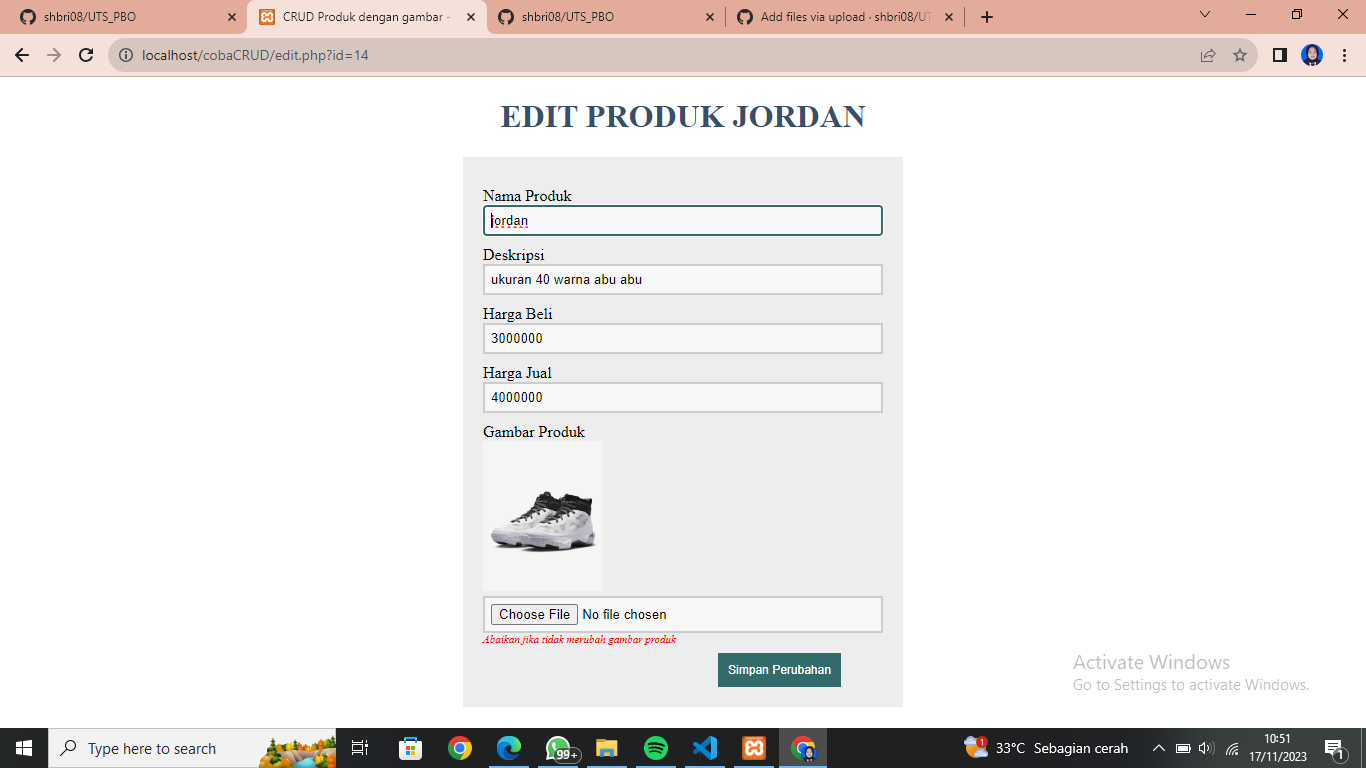 shbri08/UTS_PBO
CRUD Produk dengan gambar -
shbri08/UTS_PBO
Add files via upload · shbri08/UT
localhost/cobaCRUD/edit.php?id=14
EDIT PRODUK JORDAN
Nama Produk
jordan
Deskripsi
ukuran 40 warna abu abu
Harga Beli
3000000
Harga Jual
4000000
Gambar Produk
Choose File No file chosen
Abaikan jika tidak merubah gambar produk
Simpan Perubahan
Activate Windows
Go to Settings to activate Windows.
Type here to search
99+
1
33°C Sebagian cerah
10:51
17/11/2023
1